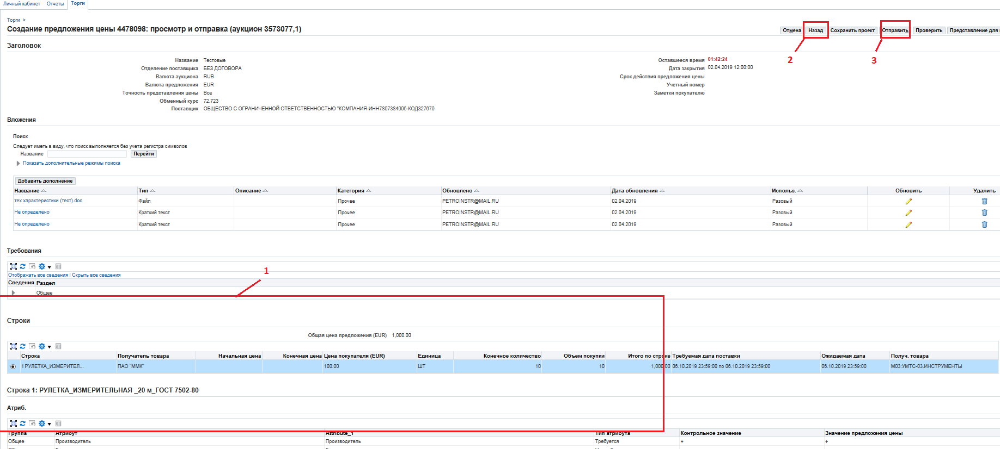 Личный кабинет Отчеты Торги
Торги >
Создание предложения цены 4478098: просмотр и отправка (аукцион 3573077,1)
Отмена Назад Сохранить проект Отправить Проверить Представление для
2 3
Заголовок
Название Тестовые
Отделение поставщика БЕЗ ДОГОВОРА
Валюта аукциона RUB
Валюта предложения EUR
Точность представления цены Все
Обменный курс 72.723
Поставщик ОБЩЕСТВО С ОГРАНИЧЕННОЙ ОТВЕТСТВЕННОСТЬЮ "КОМПАНИЯ-ИНН7807384005-КОД327670
Оставшееся время 01:42:24
Дата закрытия 02.04.2019 12:00:00
Срок действия предложения цены
Учетный номер
Заметки покупателю
Вложения
Поиск
Следует иметь в виду, что поиск выполняется без учета регистра символов
Название Перейти
Показать дополнительные режимы поиска
Добавить дополнение
Название Тип Описание Категория Обновлено Дата обновления Использ. Обновить Удалить
тех характеристики (тест).doc Файл Прочее PETROINSTR@MAIL.RU 02.04.2019 Разовый
Не определено Краткий текст Прочее PETROINSTR@MAIL.RU 02.04.2019 Разовый
Не определено Краткий текст Прочее PETROINSTR@MAIL.RU 02.04.2019 Разовый
Требования
1
Отображать все сведения | Скрыть все сведения
Сведения Раздел
Общее
Строки
Общая цена предложения (EUR) 1,000.00
Строка Получатель товара Начальная цена Конечная цена Цена покупателя (EUR) Единица Конечное количество Объем покупки Итого по строке Требуемая дата поставки Ожидаемая дата Получ. товара
1 РУЛЕТКА_ИЗМЕРИТЕЛ... ПАО "ММК" 100.00 ШТ 10 10 1,000.00 06.10.2019 23:59:00 по 06.10.2019 23:59:00 06.10.2019 23:59:00 М03:УМТС-03.ИНСТРУМЕНТЫ
Строка 1: РУЛЕТКА_ИЗМЕРИТЕЛЬНАЯ _20 м_ГОСТ 7502-80
Атриб.
Группа Атрибут Attribute_1 Тип атрибута Контрольное значение Значение предложения цены
Общее Производитель Производитель Требуется + +